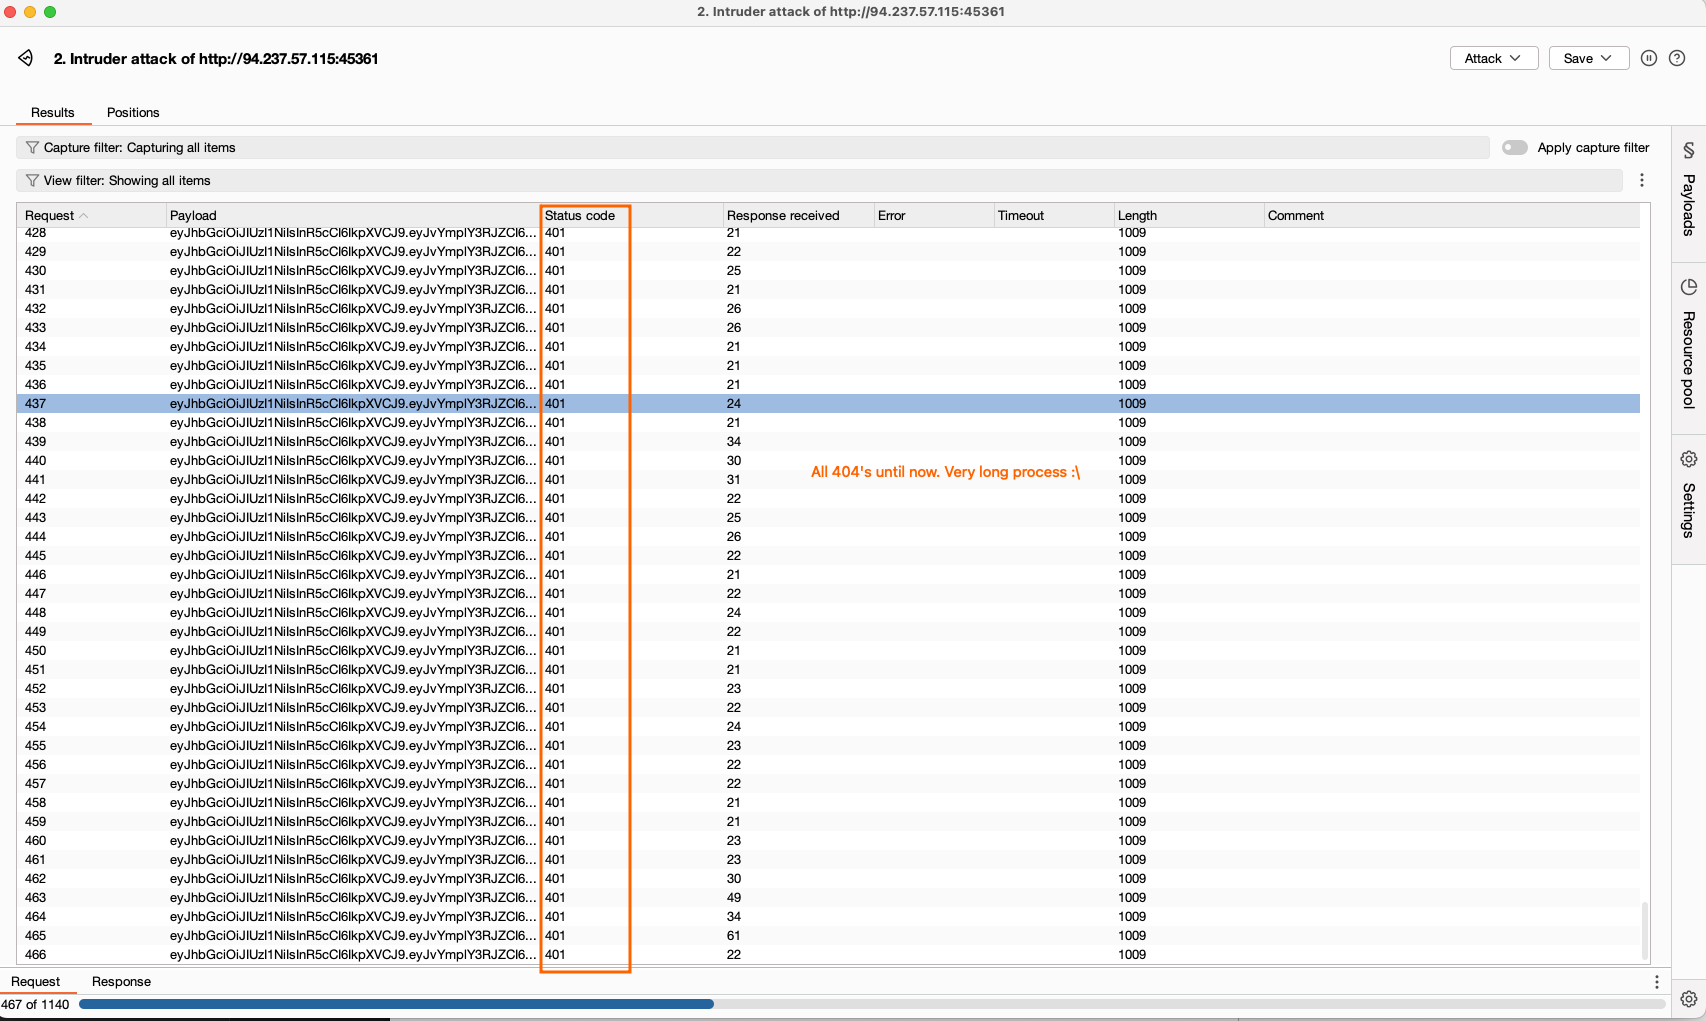 2. Intruder attack of http://94.237.57.115:45361
2. Intruder attack of http://94.237.57.115:45361
Attack
Save
Results Positions
Capture filter: Capturing all items
Apply capture filter
View filter: Showing all items
Request Payload Status code Response received Error Timeout Length Comment
428 eyJhbGciOiJIUzI1NiIsInR5cCI6IkpXVCJ9.eyJvYmplY3RJZCI6... 401 21 1009
429 eyJhbGciOiJIUzI1NiIsInR5cCI6IkpXVCJ9.eyJvYmplY3RJZCI6... 401 22 1009
430 eyJhbGciOiJIUzI1NiIsInR5cCI6IkpXVCJ9.eyJvYmplY3RJZCI6... 401 25 1009
431 eyJhbGciOiJIUzI1NiIsInR5cCI6IkpXVCJ9.eyJvYmplY3RJZCI6... 401 21 1009
432 eyJhbGciOiJIUzI1NiIsInR5cCI6IkpXVCJ9.eyJvYmplY3RJZCI6... 401 26 1009
433 eyJhbGciOiJIUzI1NiIsInR5cCI6IkpXVCJ9.eyJvYmplY3RJZCI6... 401 26 1009
434 eyJhbGciOiJIUzI1NiIsInR5cCI6IkpXVCJ9.eyJvYmplY3RJZCI6... 401 21 1009
435 eyJhbGciOiJIUzI1NiIsInR5cCI6IkpXVCJ9.eyJvYmplY3RJZCI6... 401 21 1009
436 eyJhbGciOiJIUzI1NiIsInR5cCI6IkpXVCJ9.eyJvYmplY3RJZCI6... 401 21 1009
437 eyJhbGciOiJIUzI1NiIsInR5cCI6IkpXVCJ9.eyJvYmplY3RJZCI6... 401 24 1009
438 eyJhbGciOiJIUzI1NiIsInR5cCI6IkpXVCJ9.eyJvYmplY3RJZCI6... 401 21 1009
439 eyJhbGciOiJIUzI1NiIsInR5cCI6IkpXVCJ9.eyJvYmplY3RJZCI6... 401 34 1009
440 eyJhbGciOiJIUzI1NiIsInR5cCI6IkpXVCJ9.eyJvYmplY3RJZCI6... 401 30 1009
All 404's until now. Very long process :\
441 eyJhbGciOiJIUzI1NiIsInR5cCI6IkpXVCJ9.eyJvYmplY3RJZCI6... 401 31 1009
442 eyJhbGciOiJIUzI1NiIsInR5cCI6IkpXVCJ9.eyJvYmplY3RJZCI6... 401 22 1009
443 eyJhbGciOiJIUzI1NiIsInR5cCI6IkpXVCJ9.eyJvYmplY3RJZCI6... 401 25 1009
444 eyJhbGciOiJIUzI1NiIsInR5cCI6IkpXVCJ9.eyJvYmplY3RJZCI6... 401 26 1009
445 eyJhbGciOiJIUzI1NiIsInR5cCI6IkpXVCJ9.eyJvYmplY3RJZCI6... 401 22 1009
446 eyJhbGciOiJIUzI1NiIsInR5cCI6IkpXVCJ9.eyJvYmplY3RJZCI6... 401 21 1009
447 eyJhbGciOiJIUzI1NiIsInR5cCI6IkpXVCJ9.eyJvYmplY3RJZCI6... 401 22 1009
448 eyJhbGciOiJIUzI1NiIsInR5cCI6IkpXVCJ9.eyJvYmplY3RJZCI6... 401 24 1009
449 eyJhbGciOiJIUzI1NiIsInR5cCI6IkpXVCJ9.eyJvYmplY3RJZCI6... 401 22 1009
450 eyJhbGciOiJIUzI1NiIsInR5cCI6IkpXVCJ9.eyJvYmplY3RJZCI6... 401 21 1009
451 eyJhbGciOiJIUzI1NiIsInR5cCI6IkpXVCJ9.eyJvYmplY3RJZCI6... 401 21 1009
452 eyJhbGciOiJIUzI1NiIsInR5cCI6IkpXVCJ9.eyJvYmplY3RJZCI6... 401 23 1009
453 eyJhbGciOiJIUzI1NiIsInR5cCI6IkpXVCJ9.eyJvYmplY3RJZCI6... 401 22 1009
454 eyJhbGciOiJIUzI1NiIsInR5cCI6IkpXVCJ9.eyJvYmplY3RJZCI6... 401 24 1009
455 eyJhbGciOiJIUzI1NiIsInR5cCI6IkpXVCJ9.eyJvYmplY3RJZCI6... 401 23 1009
456 eyJhbGciOiJIUzI1NiIsInR5cCI6IkpXVCJ9.eyJvYmplY3RJZCI6... 401 22 1009
457 eyJhbGciOiJIUzI1NiIsInR5cCI6IkpXVCJ9.eyJvYmplY3RJZCI6... 401 22 1009
458 eyJhbGciOiJIUzI1NiIsInR5cCI6IkpXVCJ9.eyJvYmplY3RJZCI6... 401 21 1009
459 eyJhbGciOiJIUzI1NiIsInR5cCI6IkpXVCJ9.eyJvYmplY3RJZCI6... 401 21 1009
460 eyJhbGciOiJIUzI1NiIsInR5cCI6IkpXVCJ9.eyJvYmplY3RJZCI6... 401 23 1009
461 eyJhbGciOiJIUzI1NiIsInR5cCI6IkpXVCJ9.eyJvYmplY3RJZCI6... 401 23 1009
462 eyJhbGciOiJIUzI1NiIsInR5cCI6IkpXVCJ9.eyJvYmplY3RJZCI6... 401 30 1009
463 eyJhbGciOiJIUzI1NiIsInR5cCI6IkpXVCJ9.eyJvYmplY3RJZCI6... 401 49 1009
464 eyJhbGciOiJIUzI1NiIsInR5cCI6IkpXVCJ9.eyJvYmplY3RJZCI6... 401 34 1009
465 eyJhbGciOiJIUzI1NiIsInR5cCI6IkpXVCJ9.eyJvYmplY3RJZCI6... 401 61 1009
466 eyJhbGciOiJIUzI1NiIsInR5cCI6IkpXVCJ9.eyJvYmplY3RJZCI6... 401 22 1009
Request Response
467 of 1140
Payloads
Resource pool
Settings